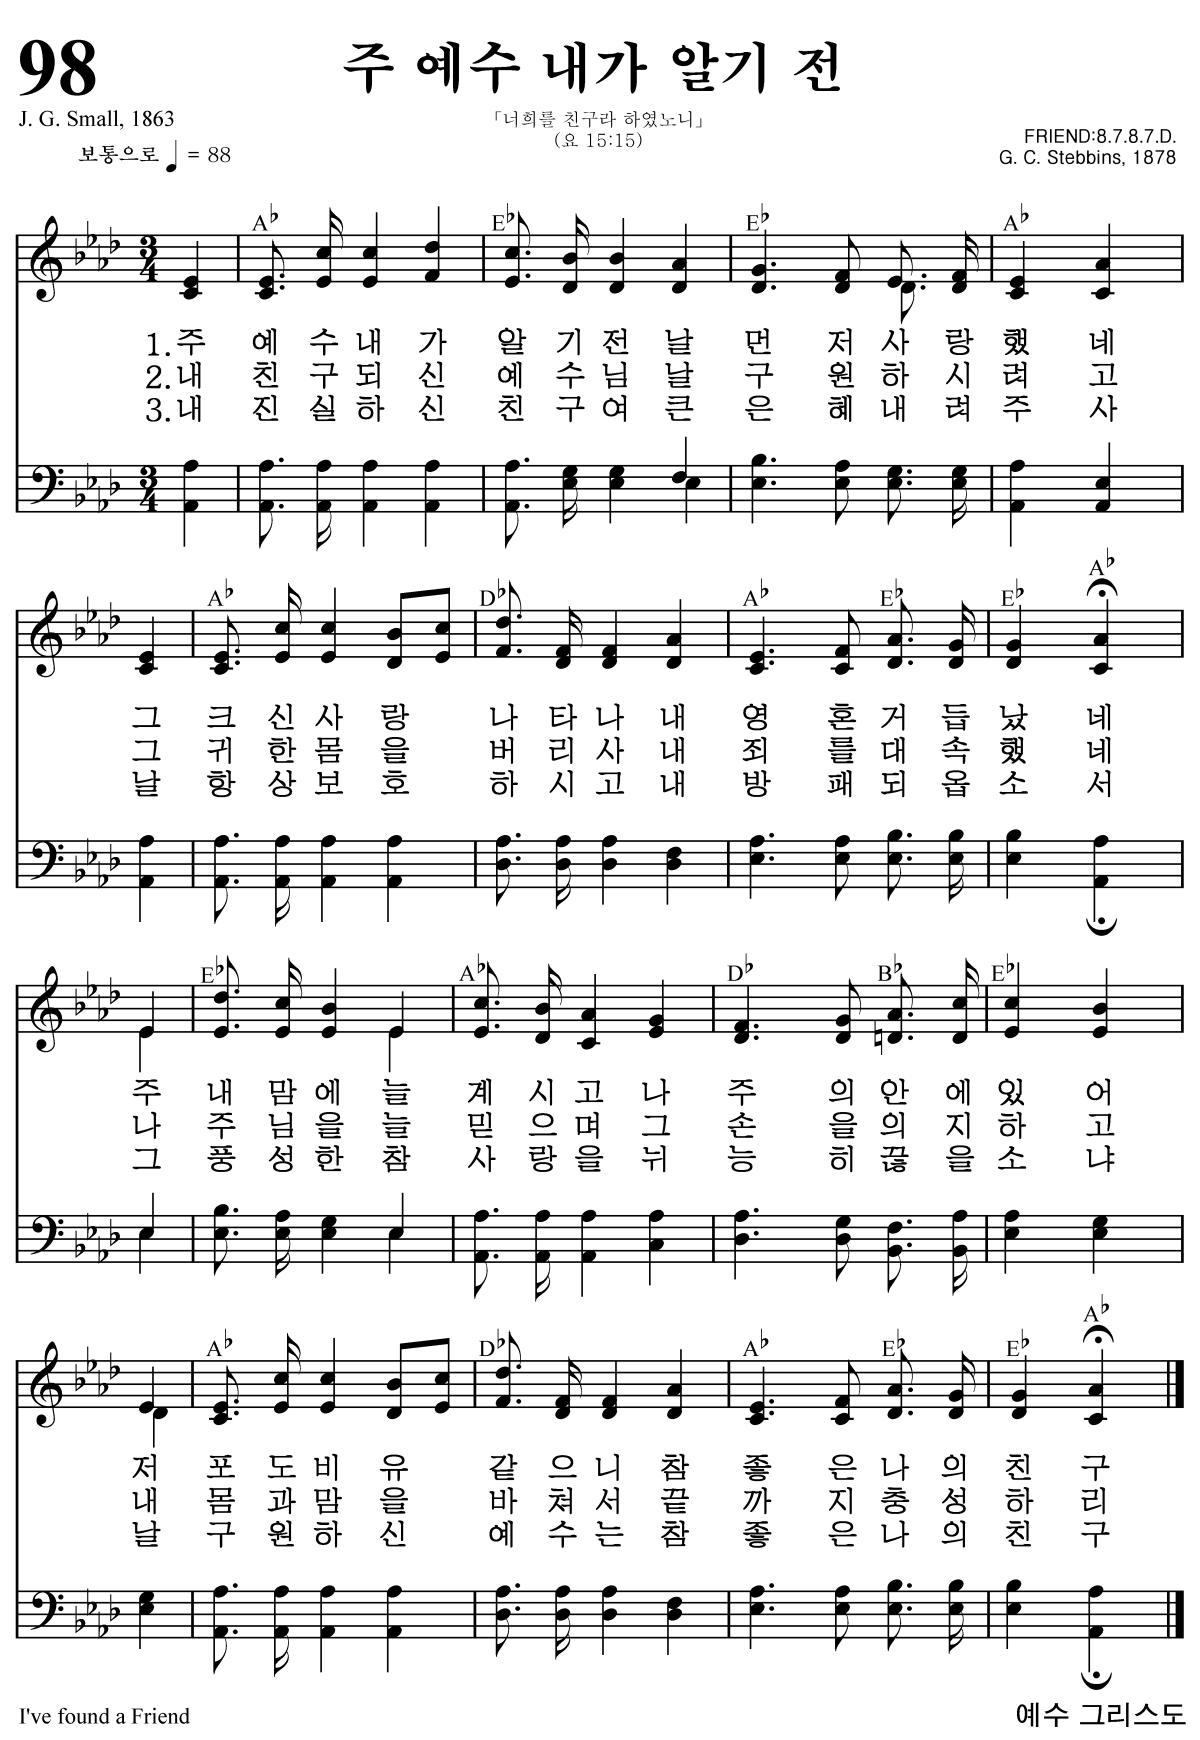 98
주 예수 내가 알기 전
J. G. Small, 1863
「너희를 친구라 하였노니」
(요 15:15)
보통으로 ♩ = 88
FRIEND:8.7.8.7.D.
G. C. Stebbins, 1878
A♭ E♭ E♭ A♭
1.주 예 수 내 가 알 기 전 날 먼 저 사 랑 했 네
2.내 친 구 되 신 예 수 님 날 구 원 하 시 려 고
3.내 진 실 하 신 친 구 여 큰 은 혜 내 려 주 사
A♭ D♭ A♭ E♭ E♭ A♭
그 크 신 사 랑 나 타 나 내 영 혼 거 듭 났 네
그 귀 한 몸 을 버 리 사 내 죄 를 대 속 했 네
날 항 상 보 호 하 시 고 내 방 패 되 옵 소 서
E♭ A♭ D♭ B♭ E♭
주 내 맘 에 늘 계 시 고 나 주 의 안 에 있 어
나 주 님 을 늘 믿 으 며 그 손 을 의 지 하 고
그 풍 성 한 참 사 랑 을 뉘 능 히 끊 을 소 냐
A♭ D♭ A♭ E♭ E♭ A♭
저 포 도 비 유 같 으 니 참 좋 은 나 의 친 구
내 몸 과 맘 을 바 쳐 서 끝 까 지 충 성 하 리
날 구 원 하 신 예 수 는 참 좋 은 나 의 친 구
I've found a Friend
예수 그리스도